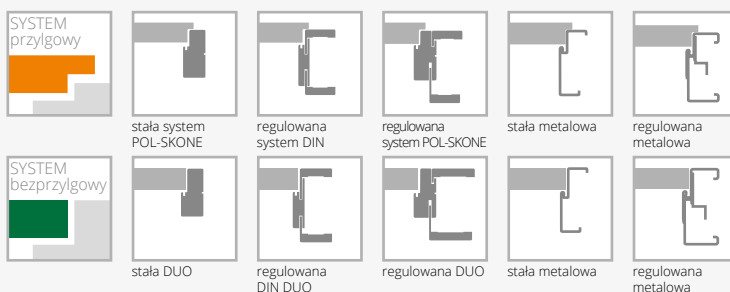 SYSTEM
przylgowy
stała system
POL-SKONE
regulowana
system DIN
regulowana
system POL-SKONE
stała metalowa
regulowana
metalowa
SYSTEM
bezprzylgowy
stała DUO
regulowana
DIN DUO
regulowana DUO
stała metalowa
regulowana
metalowa